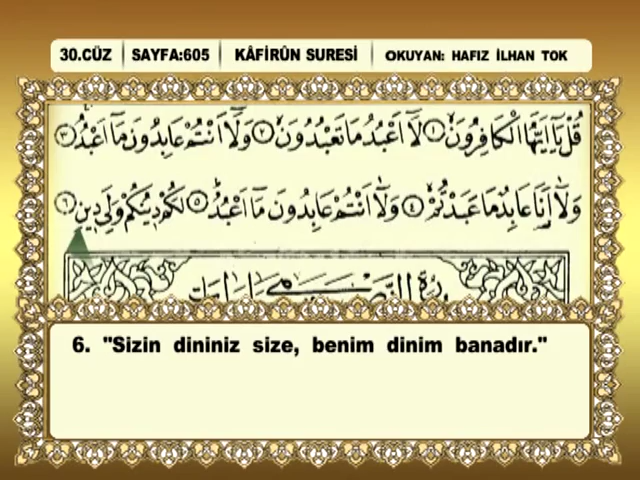 30.CÜZ SAYFA:605 KÂFİRÛN SURESİ OKUYAN: HAFIZ İLHAN TOK
قُلْ يَٓا اَيُّهَا الْكَافِرُونَۙ ﴿١﴾ لَٓا اَعْبُدُ مَا تَعْبُدُونَۙ ﴿٢﴾ وَلَٓا اَنْتُمْ عَابِدُونَ مَٓا اَعْبُدُۚ ﴿٣﴾
وَلَٓا اَنَا۬ عَابِدٌ مَا عَبَدْتُمْۙ ﴿٤﴾ وَلَٓا اَنْتُمْ عَابِدُونَ مَٓا اَعْبُدُۜ ﴿٥﴾ لَكُمْ دِينُكُمْ وَلِيَ دِينِ ﴿٦﴾
6. "Sizin dininiz size, benim dinim banadır."